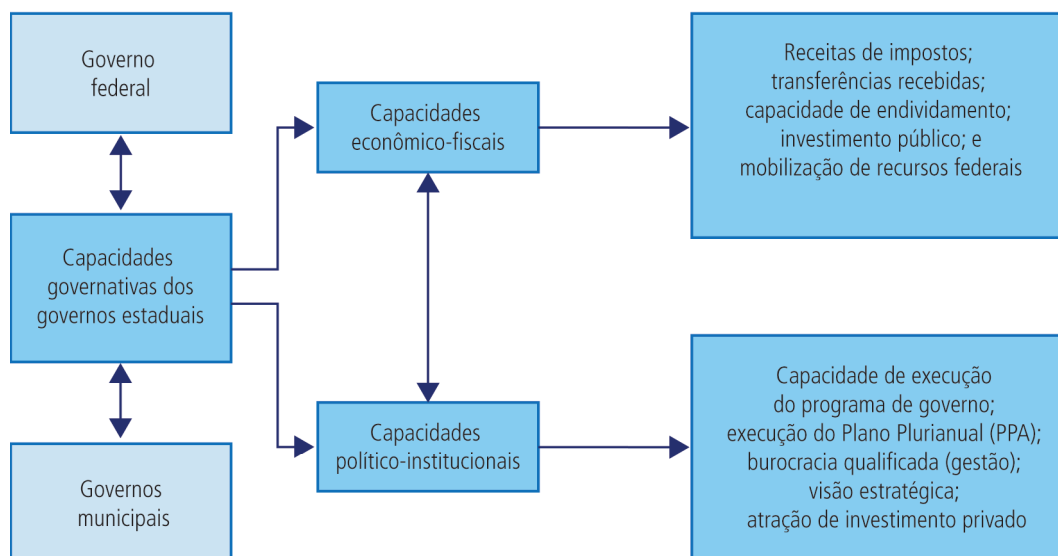 Governo
federal
Capacidades
governativas dos
governos estaduais
Governos
municipais
Capacidades
econômico-fiscais
Capacidades
político-institucionais
Receitas de impostos;
transferências recebidas;
capacidade de endividamento;
investimento público; e
mobilização de recursos federais
Capacidade de execução
do programa de governo;
execução do Plano Plurianual (PPA);
burocracia qualificada (gestão);
visão estratégica;
atração de investimento privado